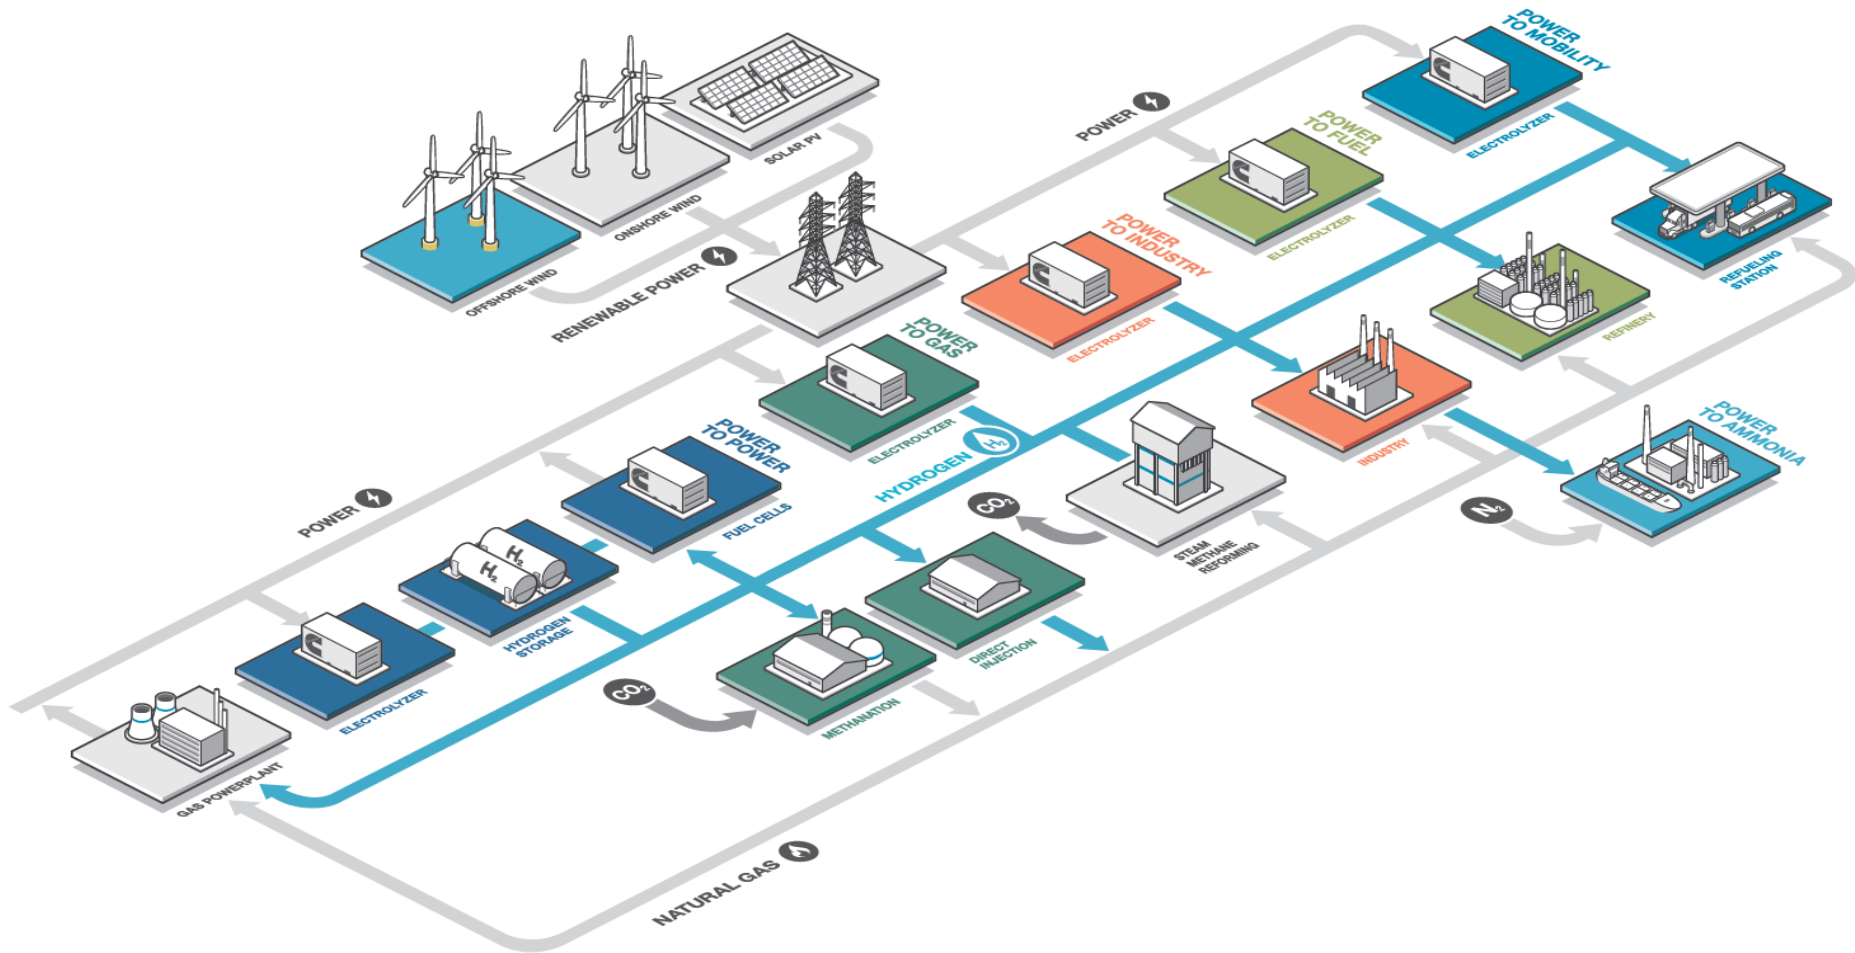 POWER
TO MOBILITY
ELECTROLYZER
POWER
POWER
TO FUEL
ELECTROLYZER
SOLAR PV
ONSHORE WIND
OFFSHORE WIND
RENEWABLE POWER
POWER
TO INDUSTRY
ELECTROLYZER
REFUELING
STATION
REFINERY
POWER
TO GAS
ELECTROLYZER
HYDROGEN
H₂
POWER
TO POWER
FUEL CELLS
INDUSTRY
POWER
TO AMMONIA
N₂
CO₂
STEAM
METHANE
REFORMING
POWER
H₂
H₂
HYDROGEN
STORAGE
ELECTROLYZER
DIRECT
INJECTION
CO₂
METHANATION
GAS POWERPLANT
NATURAL GAS